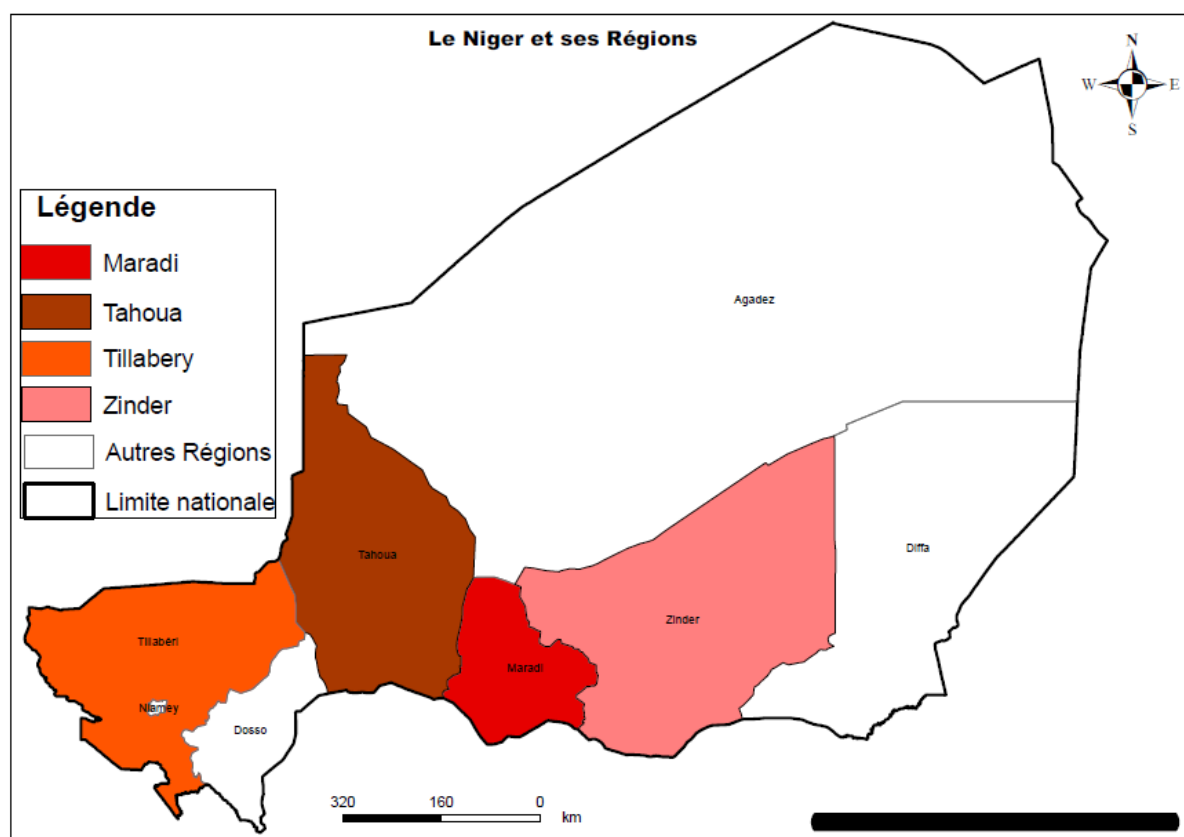 Le Niger et ses Régions
N
W E
S
Légende
Maradi
Tahoua
Tillabery
Zinder
Autres Régions
Limite nationale
Agadez
Diffa
Tahoua
Zinder
Tillabéri
Maradi
Niamey
Dosso
320 160 0
km